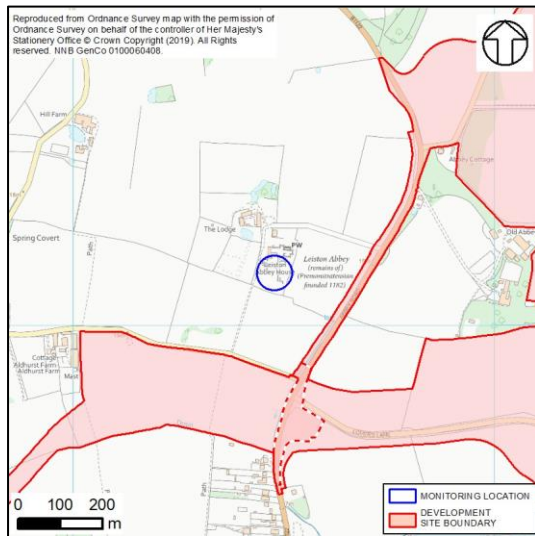 Reproduced from Ordnance Survey map with the permission of
Ordnance Survey on behalf of the controller of Her Majesty's
Stationery Office © Crown Copyright (2019). All Rights
reserved. NNB GenCo 0100060408.
Hill Farm
Abbey Cottage
The Lodge
PW
Spring Covert
Path
Leiston Abbey
(remains of)
(Premonstratensian
founded 1182)
Abbey House
Old Abbey
Cottage
Aldhurst Farm
Aldhurst Farm
Mast
Path
0 100 200
m
MONITORING LOCATION
DEVELOPMENT
SITE BOUNDARY